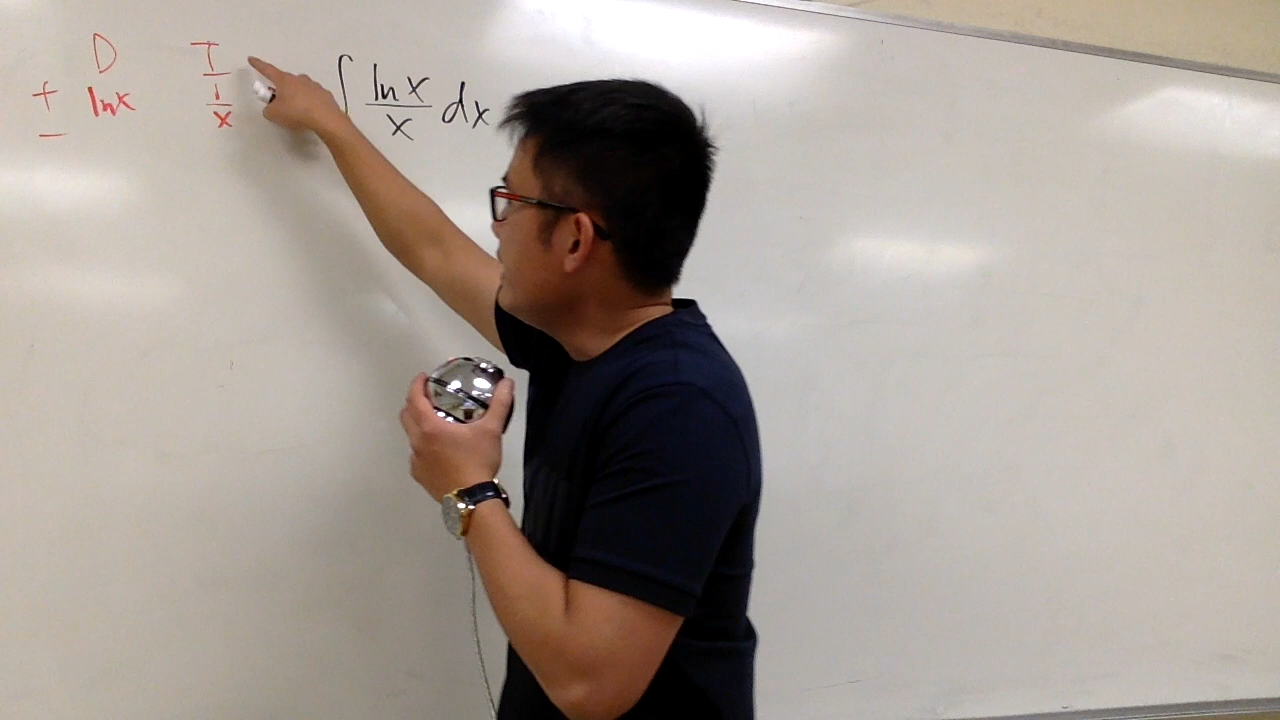 D I
+ ln x 1/x
−
∫ ln x / x dx